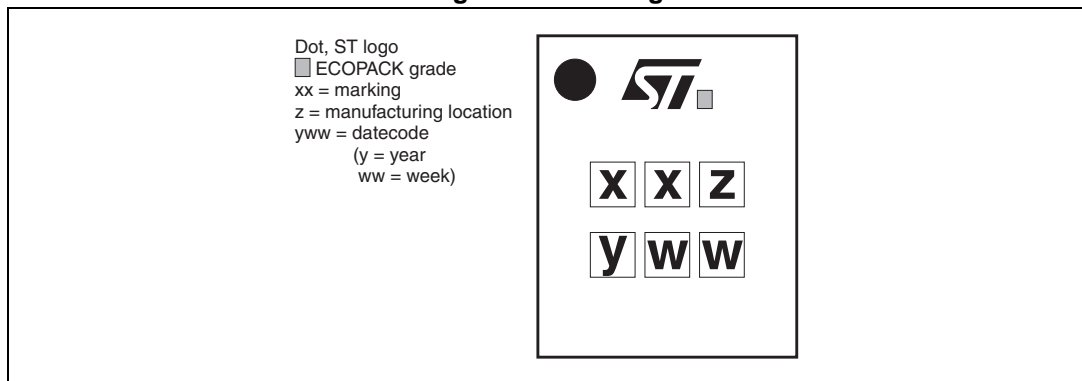 Dot, ST logo
ECOPACK grade
xx = marking
z = manufacturing location
yww = datecode
(y = year
ww = week)
ST
x x z
y w w